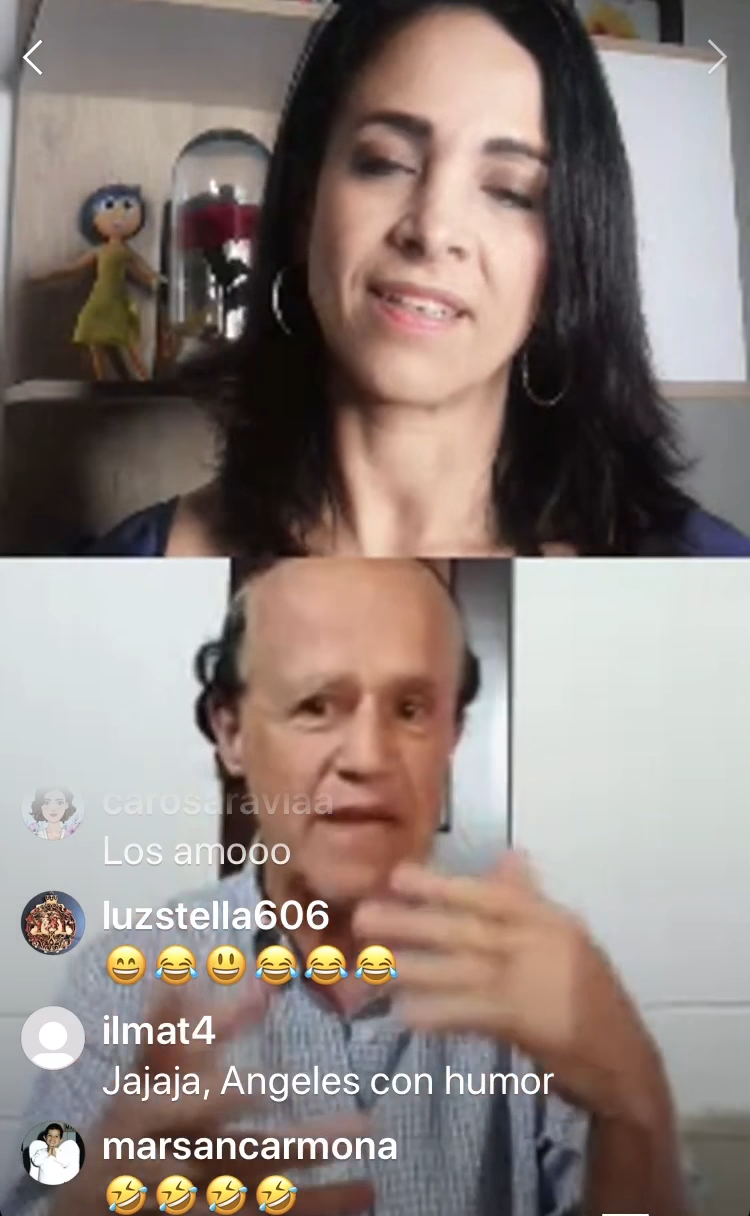 carosaraviaa
Los amooo
luzstella606
😄😂😃😂😂😂
ilmat4
Jajaja, Angeles con humor
marsancarmona
🤣🤣🤣🤣